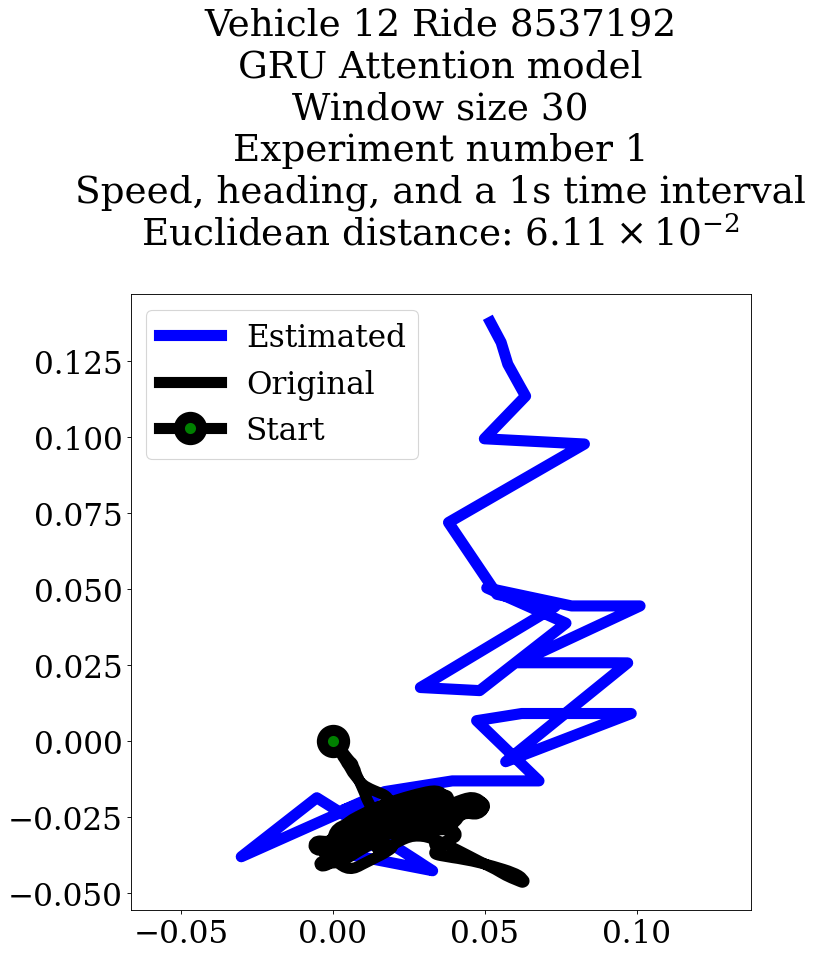 Vehicle 12 Ride 8537192
GRU Attention model
Window size 30
Experiment number 1
Speed, heading, and a 1s time interval
Euclidean distance: 6.11 × 10⁻²
Estimated
Original
Start
0.125
0.100
0.075
0.050
0.025
0.000
−0.025
−0.050
−0.05 0.00 0.05 0.10